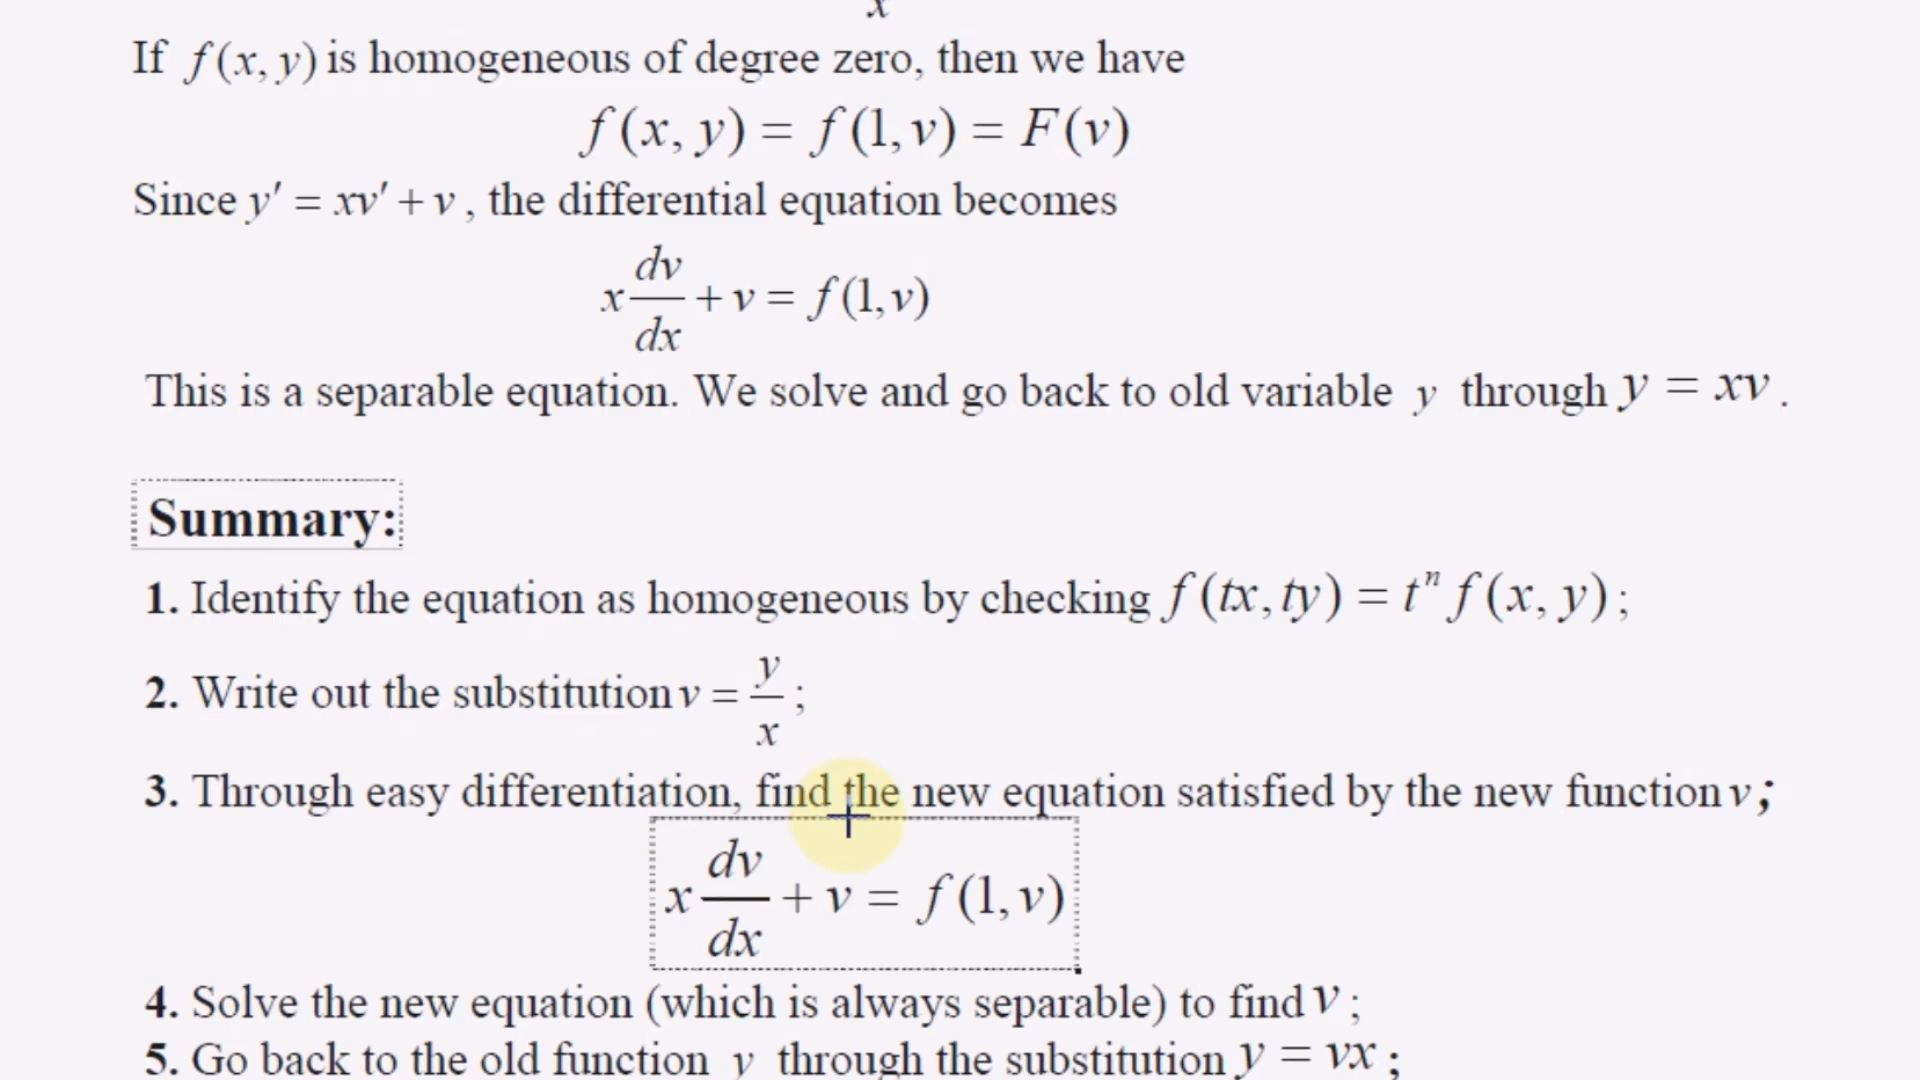 x
If f(x, y) is homogeneous of degree zero, then we have
f(x, y) = f(1, v) = F(v)
Since y′ = xv′ + v, the differential equation becomes
x dv/dx + v = f(1, v)
This is a separable equation. We solve and go back to old variable y through y = xv.
Summary:
1. Identify the equation as homogeneous by checking f(tx, ty) = tⁿ f(x, y);
2. Write out the substitution v = y/x;
3. Through easy differentiation, find the new equation satisfied by the new function v;
x dv/dx + v = f(1, v)
4. Solve the new equation (which is always separable) to find v;
5. Go back to the old function y through the substitution y = vx;